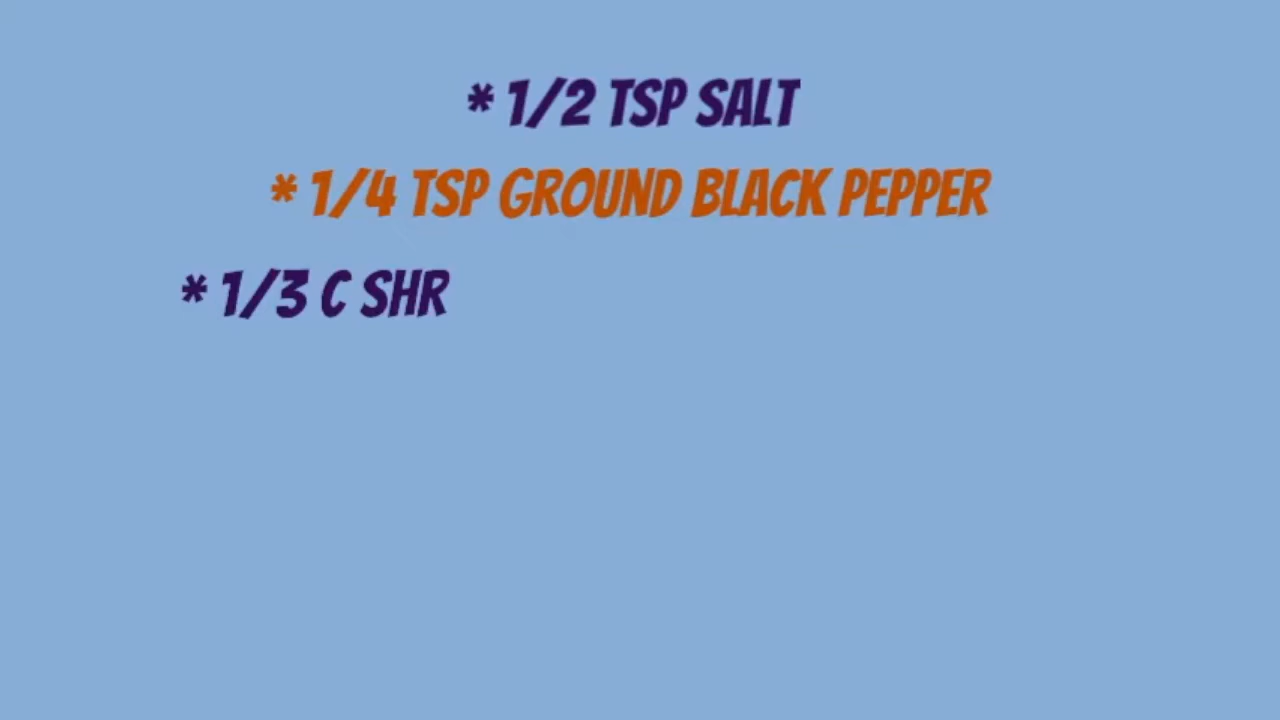 * 1/2 TSP SALT
* 1/4 TSP GROUND BLACK PEPPER
* 1/3 C SHR